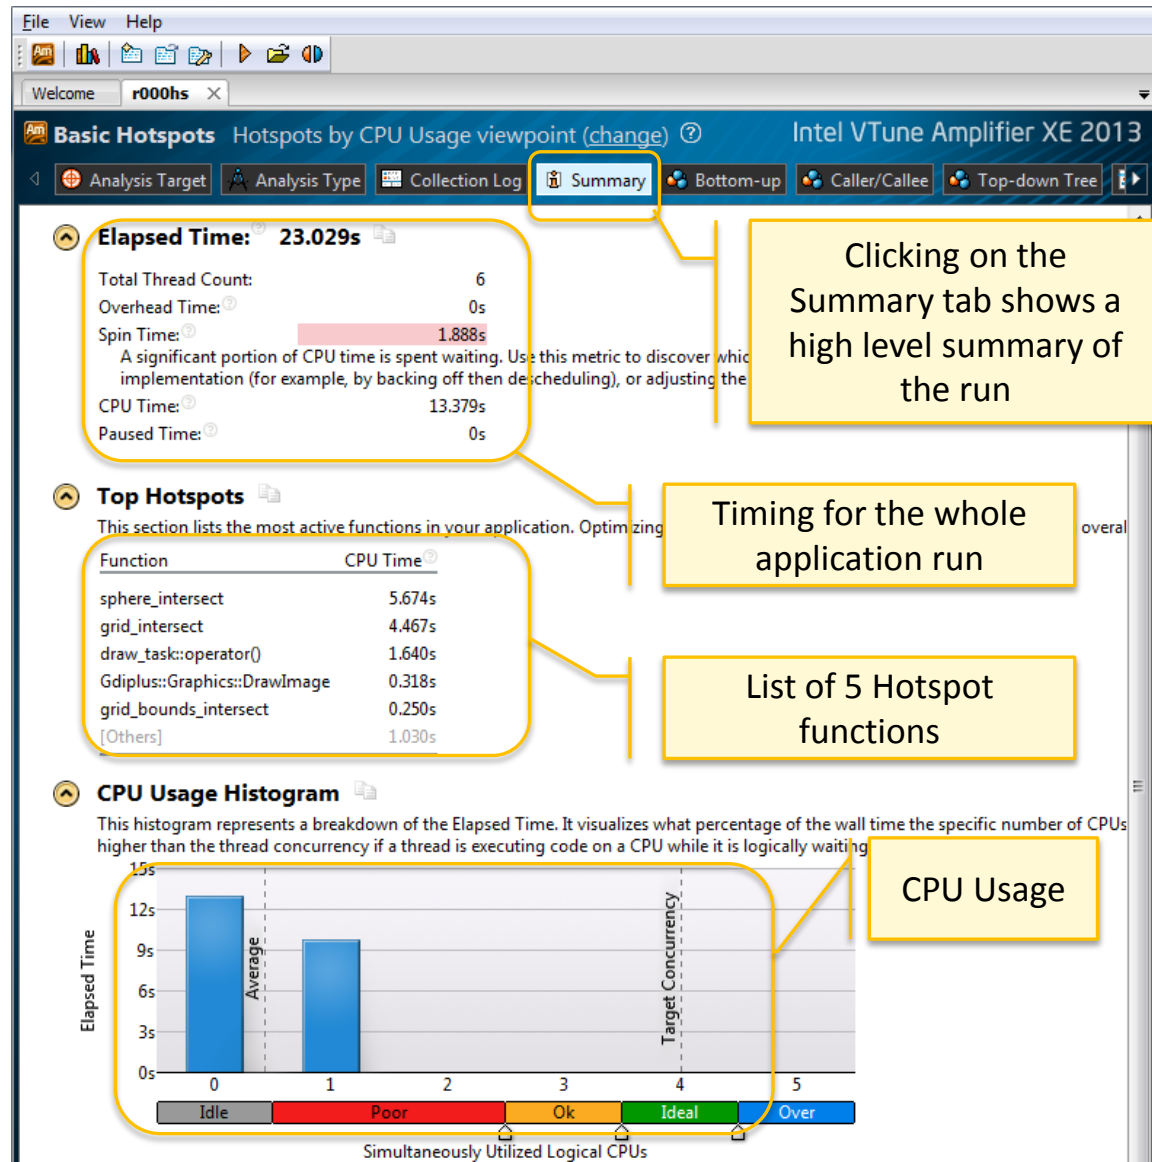 File View Help
Welcome r000hs
Basic Hotspots Hotspots by CPU Usage viewpoint (change) Intel VTune Amplifier XE 2013
Analysis Target Analysis Type Collection Log Summary Bottom-up Caller/Callee Top-down Tree
Elapsed Time: 23.029s
Total Thread Count: 6
Overhead Time: 0s
Spin Time: 1.888s
A significant portion of CPU time is spent waiting. Use this metric to discover
implementation (for example, by backing off then descheduling), or adjusting the
CPU Time: 13.379s
Paused Time: 0s
Clicking on the
Summary tab shows a
high level summary of
the run
Top Hotspots
This section lists the most active functions in your application. overal
Function CPU Time
sphere_intersect 5.674s
grid_intersect 4.467s
draw_task::operator() 1.640s
Gdiplus::Graphics::DrawImage 0.318s
grid_bounds_intersect 0.250s
[Others] 1.030s
Timing for the whole
application run
List of 5 Hotspot
functions
CPU Usage Histogram
This histogram represents a breakdown of the Elapsed Time. It visualizes what percentage of the wall time the specific number of CPUs
higher than the thread concurrency if a thread is executing code on a CPU while it is logically waiting
CPU Usage
Elapsed Time
15s
12s
9s
6s
3s
0s
Average
Target Concurrency
0 1 2 3 4 5
Idle Poor Ok Ideal Over
Simultaneously Utilized Logical CPUs